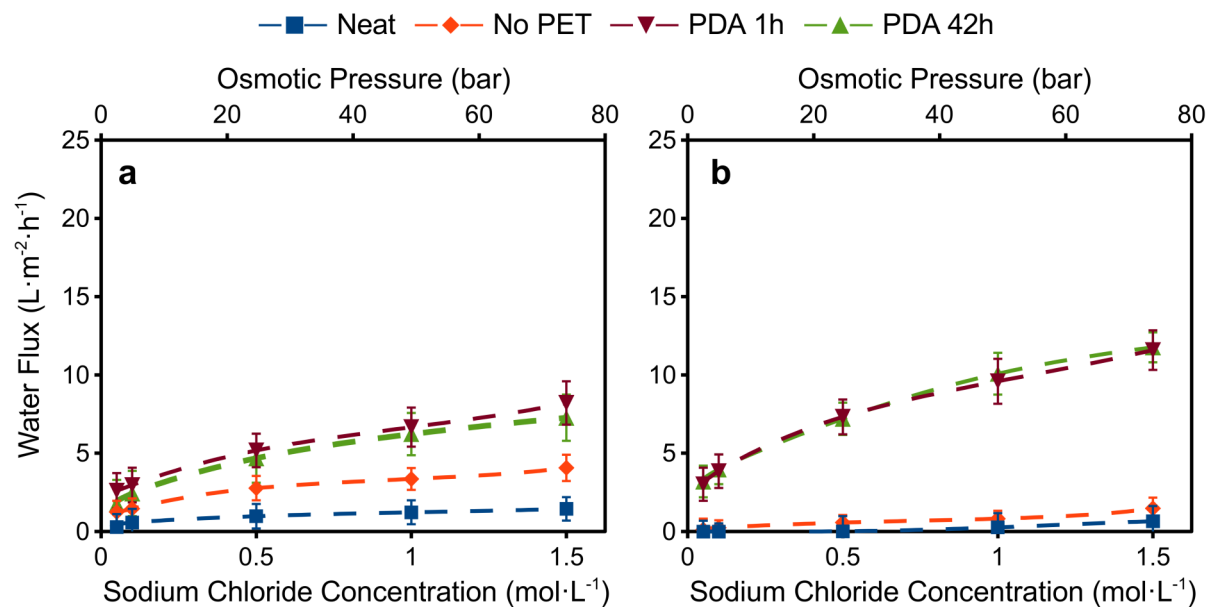 Neat No PET PDA 1h PDA 42h
Osmotic Pressure (bar) Osmotic Pressure (bar)
0 20 40 60 80 0 20 40 60 80
25 25
a b
20 20
15 15
10 10
5 5
0 0
0 0.5 1 1.5 0 0.5 1 1.5
Water Flux (L·m⁻²·h⁻¹)
Sodium Chloride Concentration (mol·L⁻¹) Sodium Chloride Concentration (mol·L⁻¹)